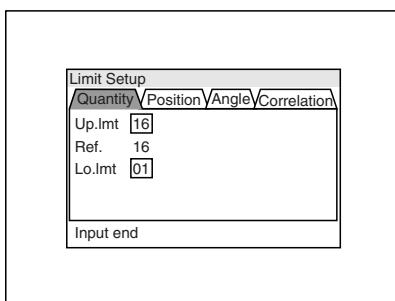 Limit Setup
Quantity Position Angle Correlation
Up.lmt 16
Ref. 16
Lo.lmt 01
Input end